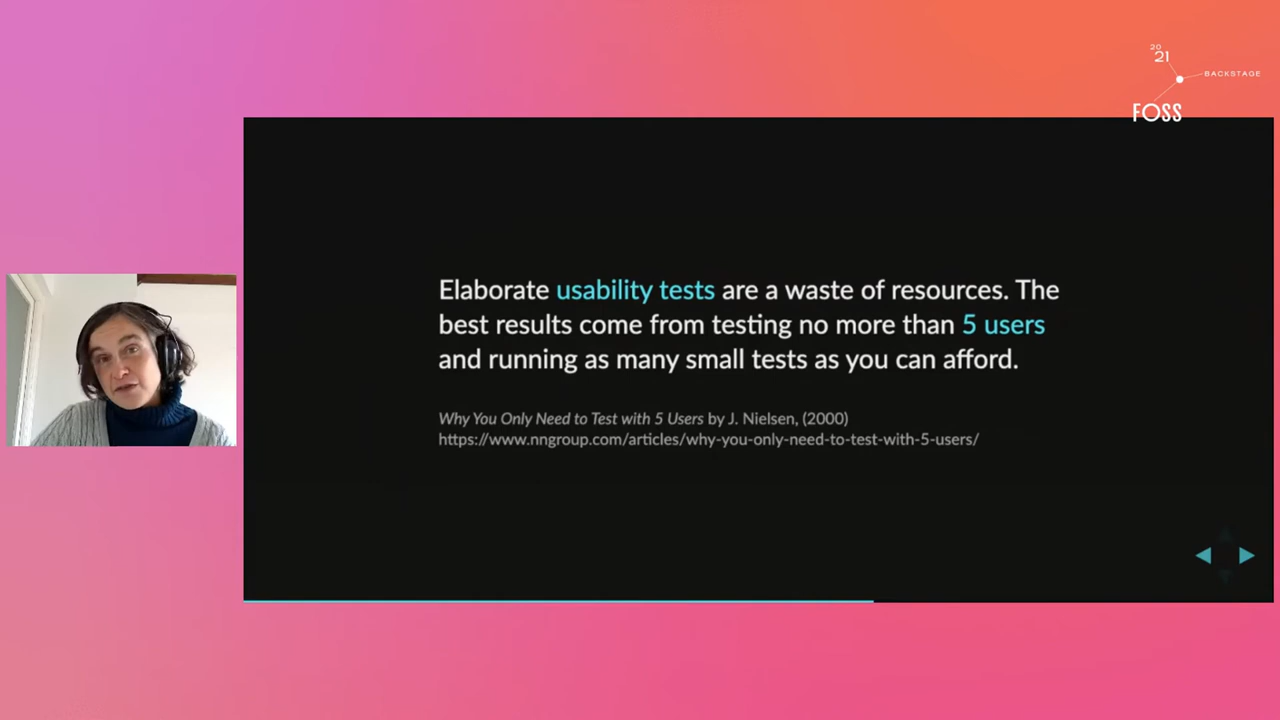 20
21
BACKSTAGE
FOSS
Elaborate usability tests are a waste of resources. The
best results come from testing no more than 5 users
and running as many small tests as you can afford.
Why You Only Need to Test with 5 Users by J. Nielsen, (2000)
https://www.nngroup.com/articles/why-you-only-need-to-test-with-5-users/